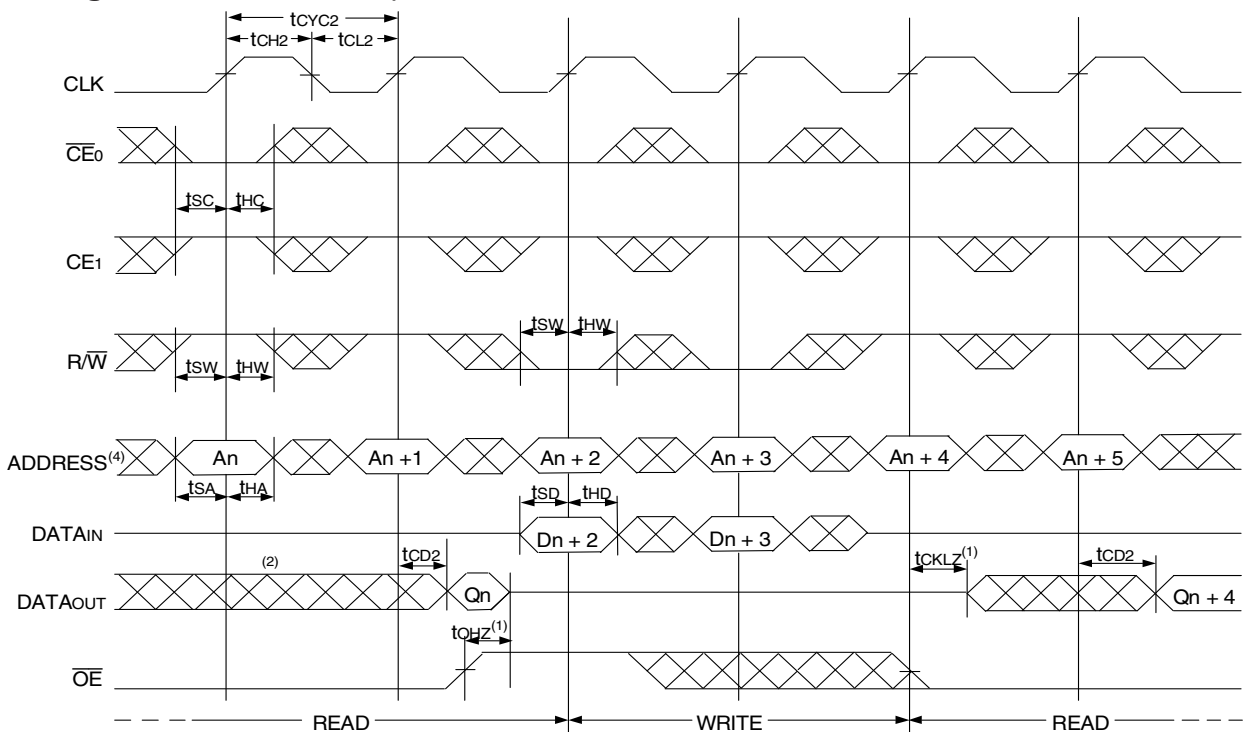 tCYC2
tCH2 tCL2
CLK
CE0
tSC tHC
CE1
tSW tHW
R/W
tSW tHW
ADDRESS(4) An An +1 An + 2 An + 3 An + 4 An + 5
tSA tHA tSD tHD
DATAIN Dn + 2 Dn + 3
(2) tCD2 tCKLZ(1) tCD2
DATAOUT Qn Qn + 4
tOHZ(1)
OE
READ WRITE READ